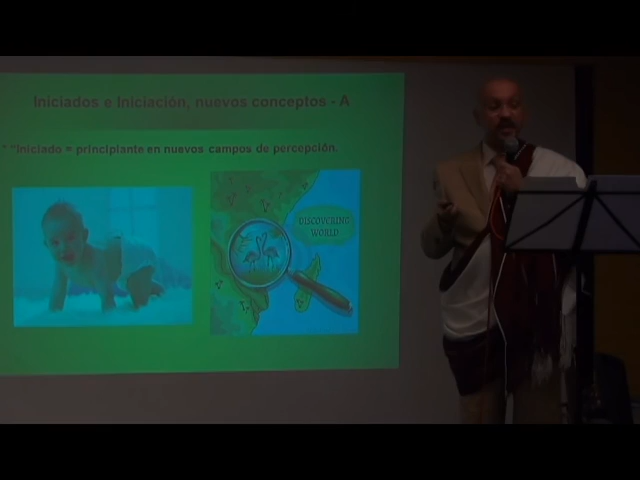 Iniciados e Iniciación, nuevos conceptos - A
* "Iniciado = principiante en nuevos campos de percepción.
DISCOVERING
WORLD